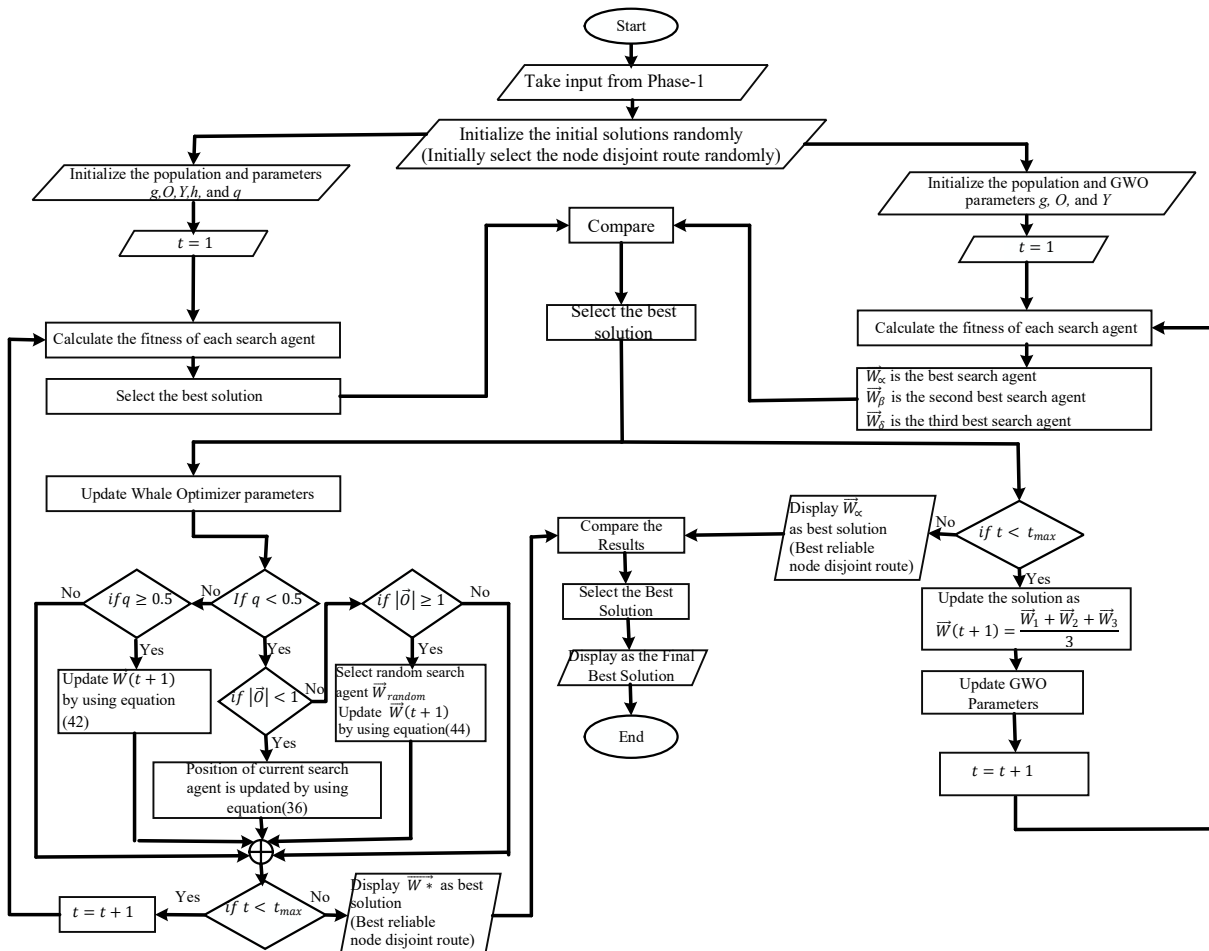 Start
Take input from Phase-1
Initialize the initial solutions randomly
(Initially select the node disjoint route randomly)
Initialize the population and parameters
g,O,Y,h, and q
t = 1
Calculate the fitness of each search agent
Select the best solution
Compare
Select the best
solution
Initialize the population and GWO
parameters g, O, and Y
t = 1
Calculate the fitness of each search agent
W⃗∝ is the best search agent
W⃗β is the second best search agent
W⃗δ is the third best search agent
Update Whale Optimizer parameters
No
if q ≥ 0.5
No
If q < 0.5
if |O⃗| ≥ 1
No
Yes
Yes
Yes
Update W⃗(t + 1)
by using equation
(42)
if |O⃗| < 1
No
Select random search
agent W⃗random
Update W⃗(t + 1)
by using equation(44)
Yes
Position of current search
agent is updated by using
equation(36)
t = t + 1
Yes
if t < tmax
No
Display W∗⃗ as best
solution
(Best reliable
node disjoint route)
Compare the
Results
Select the Best
Solution
Display as the Final
Best Solution
End
Display W⃗∝
as best solution
(Best reliable
node disjoint route)
No
if t < tmax
Yes
Update the solution as
W⃗(t + 1) = (W⃗1 + W⃗2 + W⃗3)/3
Update GWO
Parameters
t = t + 1